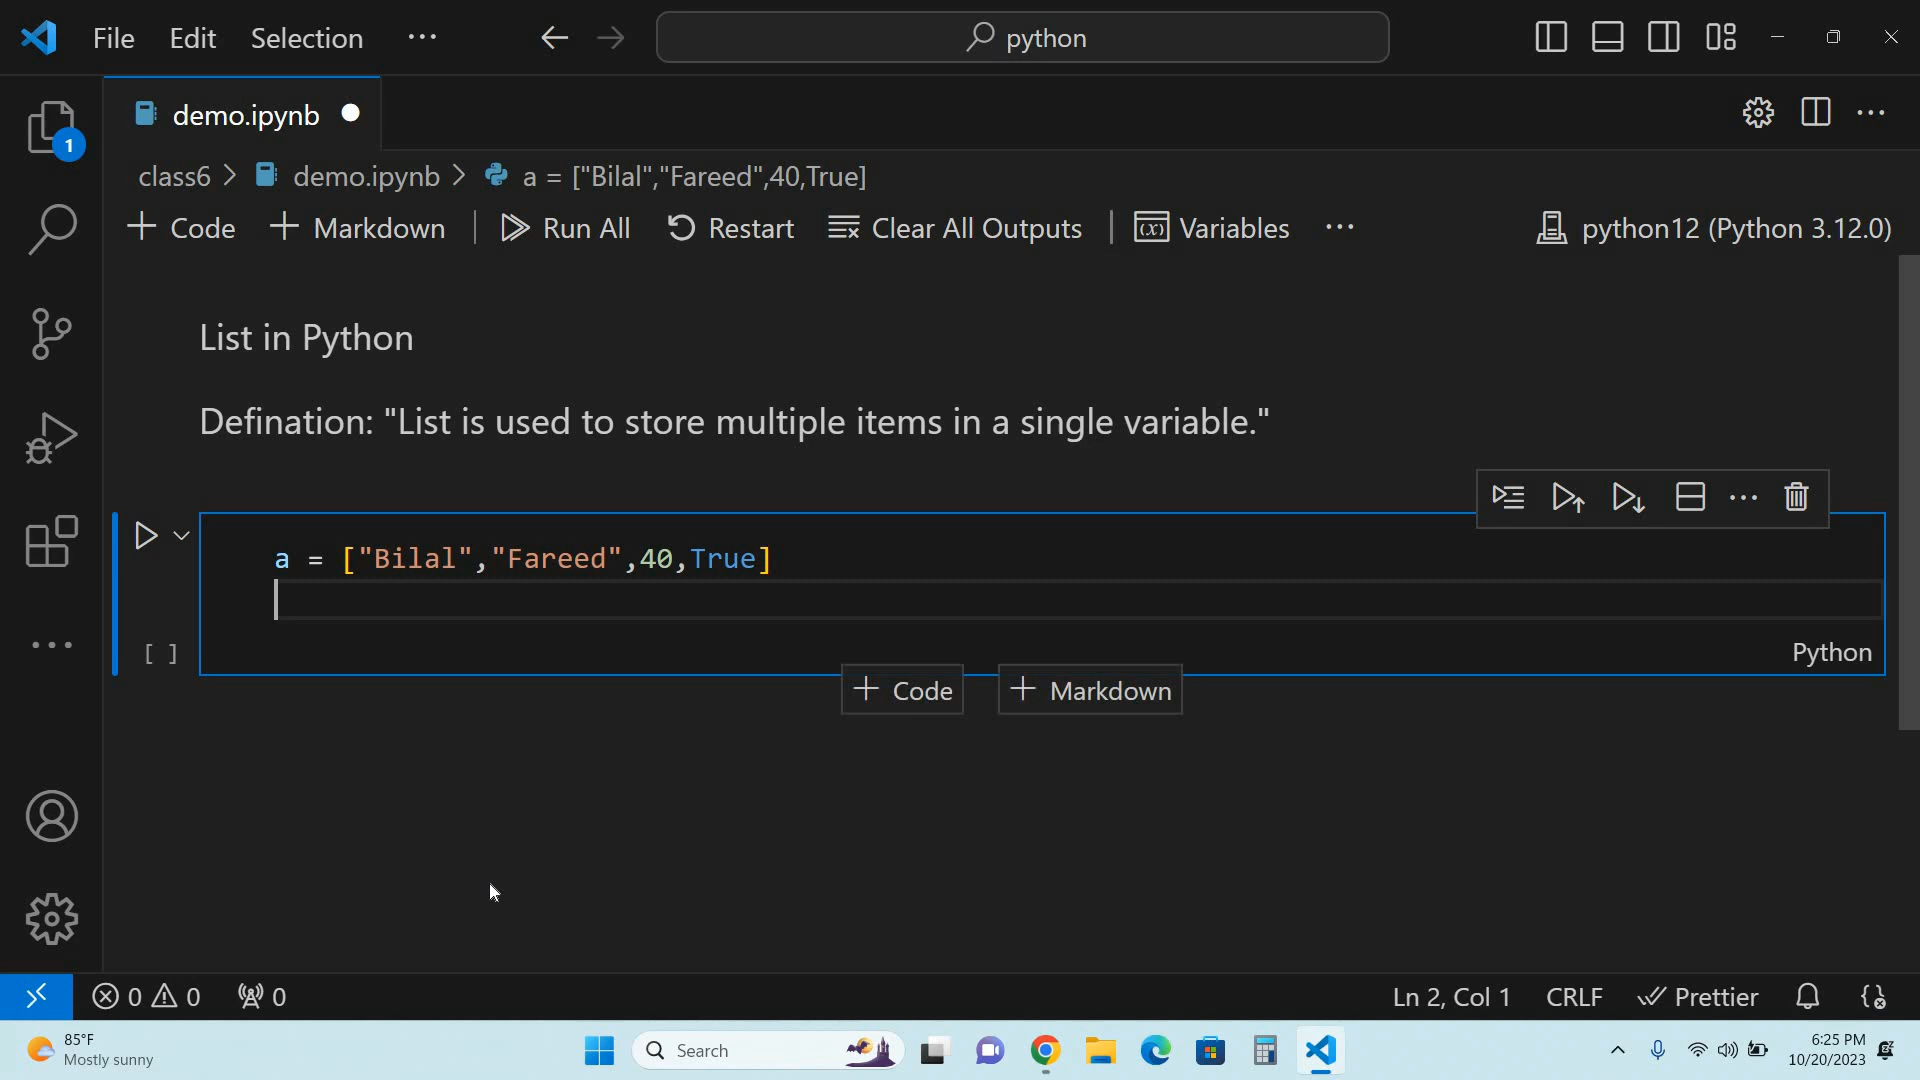 File Edit Selection ··· python
1
demo.ipynb
class6 > demo.ipynb > a = ["Bilal","Fareed",40,True]
+ Code + Markdown Run All Restart Clear All Outputs (x) Variables ··· python12 (Python 3.12.0)
List in Python
Defination: "List is used to store multiple items in a single variable."
a = ["Bilal","Fareed",40,True]
[ ]
Python
+ Code + Markdown
0 0 0 Ln 2, Col 1 CRLF Prettier
85°F
Mostly sunny
Search
6:25 PM
10/20/2023